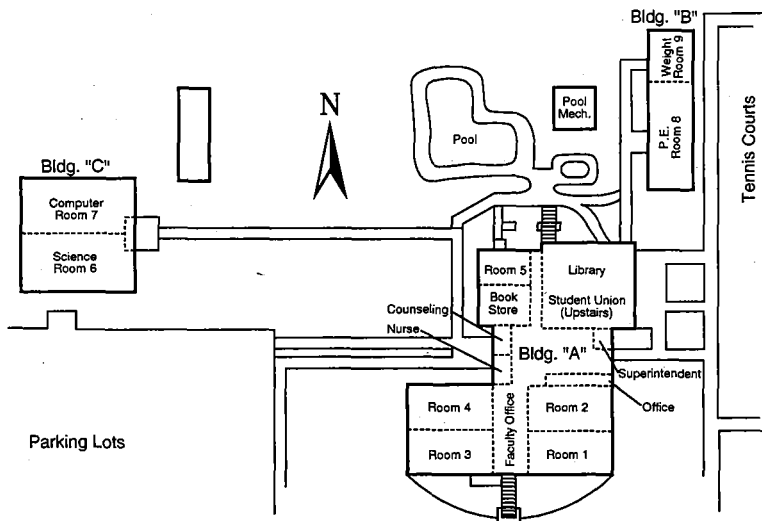 Bldg. "B"
Weight
Room 9
P.E.
Room 8
Tennis Courts
N
Pool
Mech.
Pool
Bldg. "C"
Computer
Room 7
Science
Room 6
Room 5
Library
Book
Store
Student Union
(Upstairs)
Counseling
Nurse
Bldg. "A"
Superintendent
Office
Room 4
Faculty Office
Room 2
Room 3
Room 1
Parking Lots